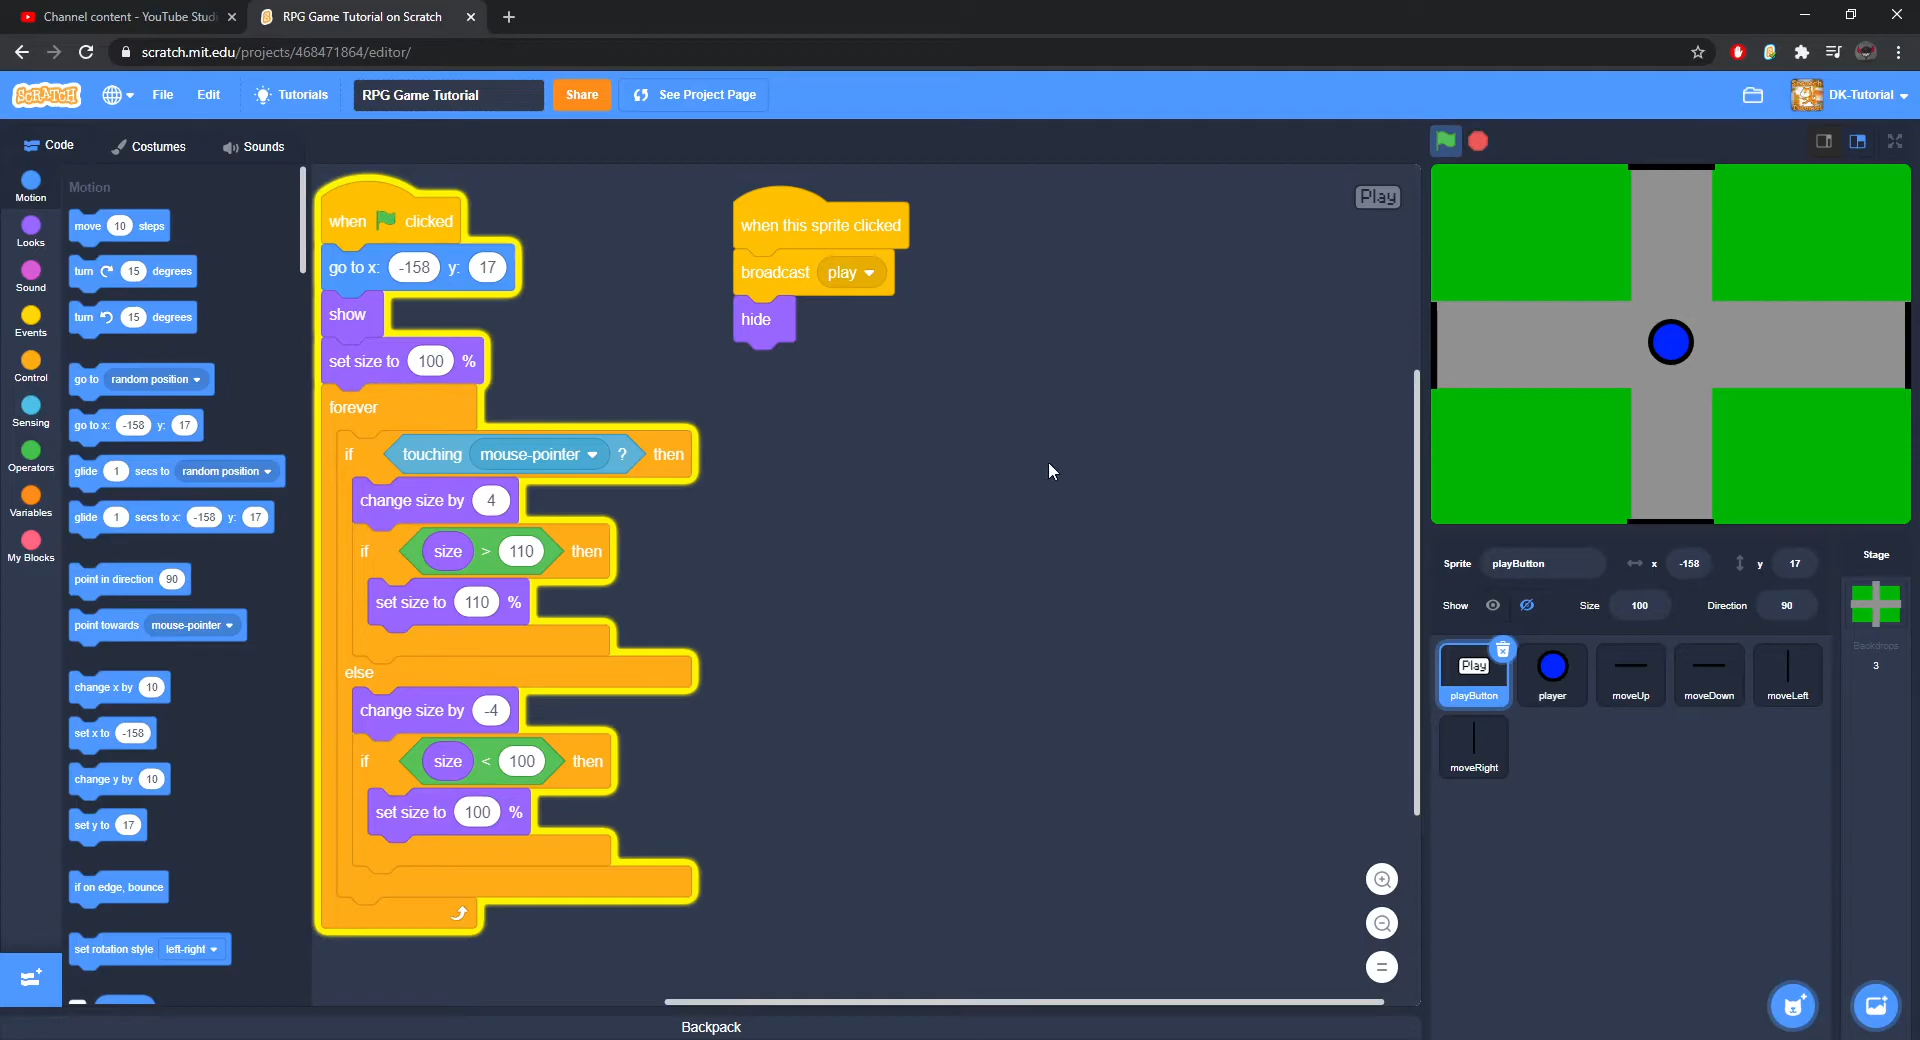 Channel content - YouTube Studi
RPG Game Tutorial on Scratch
scratch.mit.edu/projects/468471864/editor/
SCRATCH
File
Edit
Tutorials
RPG Game Tutorial
Share
See Project Page
DK-Tutorial
Code
Costumes
Sounds
Motion
Looks
Sound
Events
Control
Sensing
Operators
Variables
My Blocks
Motion
move 10 steps
turn 15 degrees
turn 15 degrees
go to random position
go to x: -158 y: 17
glide 1 secs to random position
glide 1 secs to x: -158 y: 17
point in direction 90
point towards mouse-pointer
change x by 10
set x to -158
change y by 10
set y to 17
if on edge, bounce
set rotation style left-right
when clicked
go to x: -158 y: 17
show
set size to 100 %
forever
if touching mouse-pointer ? then
change size by 4
if size > 110 then
set size to 110 %
else
change size by -4
if size < 100 then
set size to 100 %
when this sprite clicked
broadcast play
hide
Play
Backpack
Sprite playButton x -158 y 17
Show Size 100 Direction 90
Play
playButton
player
moveUp
moveDown
moveLeft
moveRight
Stage
Backdrops
3